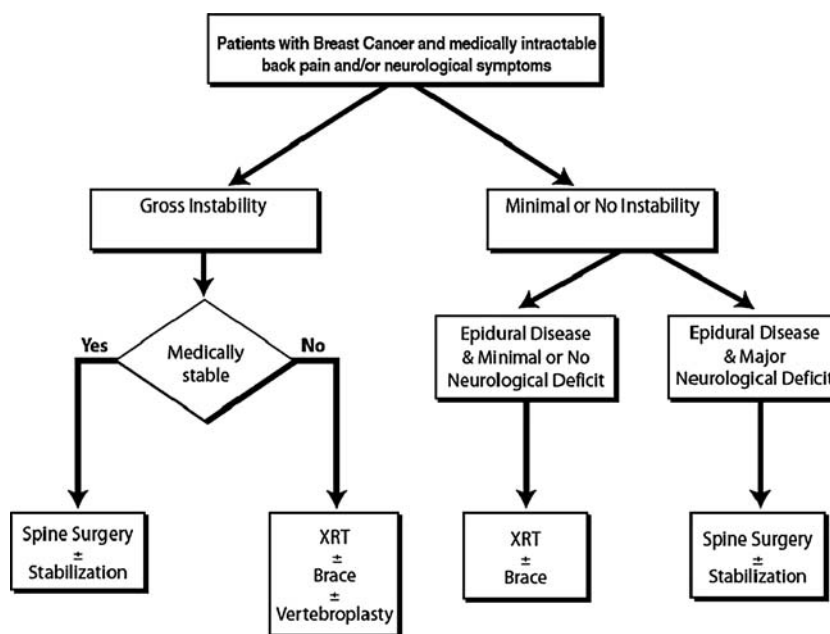 Patients with Breast Cancer and medically intractable
back pain and/or neurological symptoms
Gross Instability
Minimal or No Instability
Yes
Medically
stable
No
Epidural Disease
& Minimal or No
Neurological Deficit
Epidural Disease
& Major
Neurological Deficit
Spine Surgery
±
Stabilization
XRT
±
Brace
±
Vertebroplasty
XRT
±
Brace
Spine Surgery
±
Stabilization